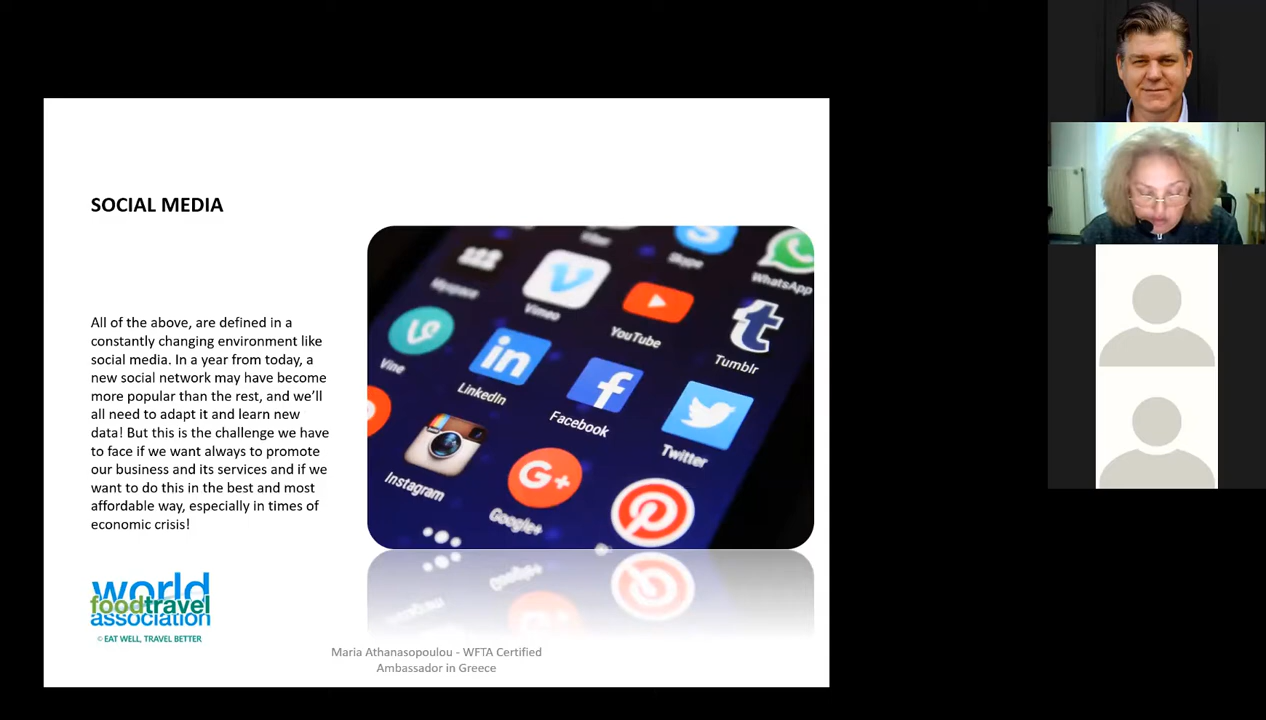 SOCIAL MEDIA
All of the above, are defined in a
constantly changing environment like
social media. In a year from today, a
new social network may have become
more popular than the rest, and we'll
all need to adapt it and learn new
data! But this is the challenge we have
to face if we want always to promote
our business and its services and if we
want to do this in the best and most
affordable way, especially in times of
economic crisis!
Viber
Skype
WhatsApp
Myspace
Vimeo
YouTube
Tumblr
Vine
LinkedIn
Facebook
Twitter
Instagram
Google+
world
foodtravel
association
© EAT WELL, TRAVEL BETTER
Maria Athanasopoulou - WFTA Certified
Ambassador in Greece